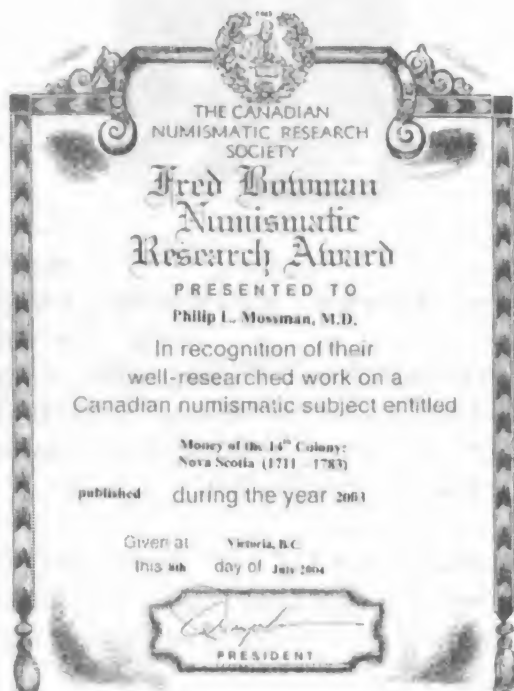 THE CANADIAN
NUMISMATIC RESEARCH
SOCIETY
Fred Bowman
Numismatic
Research Award
PRESENTED TO
Philip L. Mossman, M.D.
In recognition of their
well-researched work on a
Canadian numismatic subject entitled
Money of the 14th Colony:
Nova Scotia (1711 – 1783)
published during the year 2003
Given at Victoria, B.C.
this 8th day of July 2004
PRESIDENT